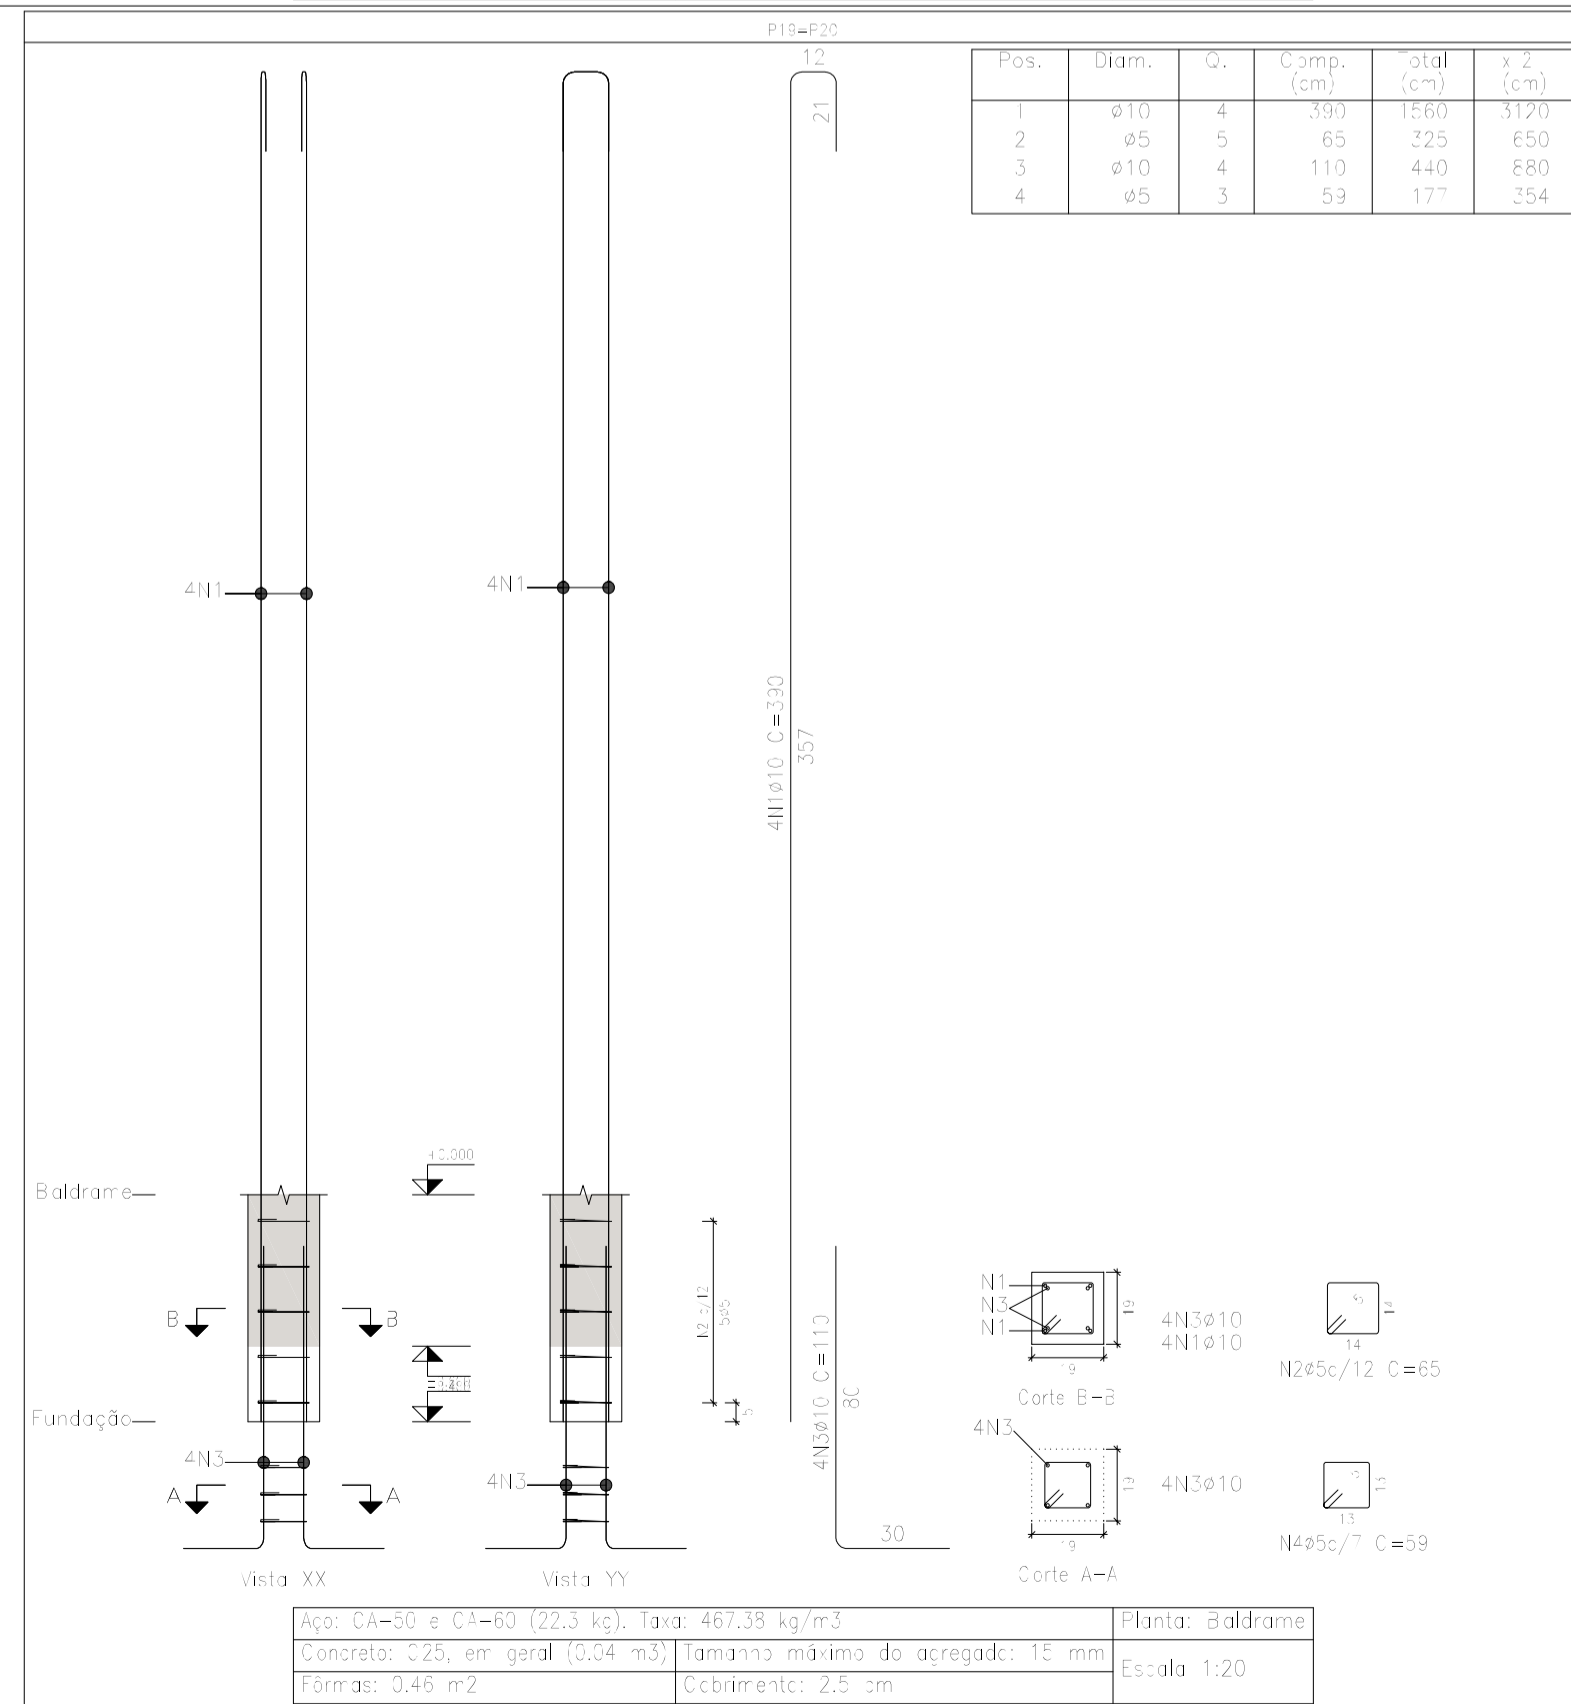 P19=P20
Pos. Diam. Q. Comp. (cm) Total (cm) x 2 (cm)
1 ø10 4 390 1560 3120
2 ø5 5 65 325 650
3 ø10 4 110 440 880
4 ø5 3 59 177 354
12
21
4N1
4N1
4N1ø10 C=390
357
Baldrame
+0.000
B
B
N2 c/12
5ø5
5
Fundação
4N3
4N3
A
A
4N3ø10 C=110
80
30
Vista XX
Vista YY
N1
N3
N1
19
19
4N3ø10
4N1ø10
Corte B-B
14
14
N2ø5c/12 C=65
4N3
19
19
4N3ø10
Corte A-A
13
N4ø5c/7 C=59
Aço: CA-50 e CA-60 (22.3 kg). Taxa: 467.38 kg/m3
Planta: Baldrame
Concreto: C25, em geral (0.04 m3)
Tamanho máximo do agregado: 15 mm
Escala 1:20
Fôrmas: 0.46 m2
Cobrimento: 2.5 cm